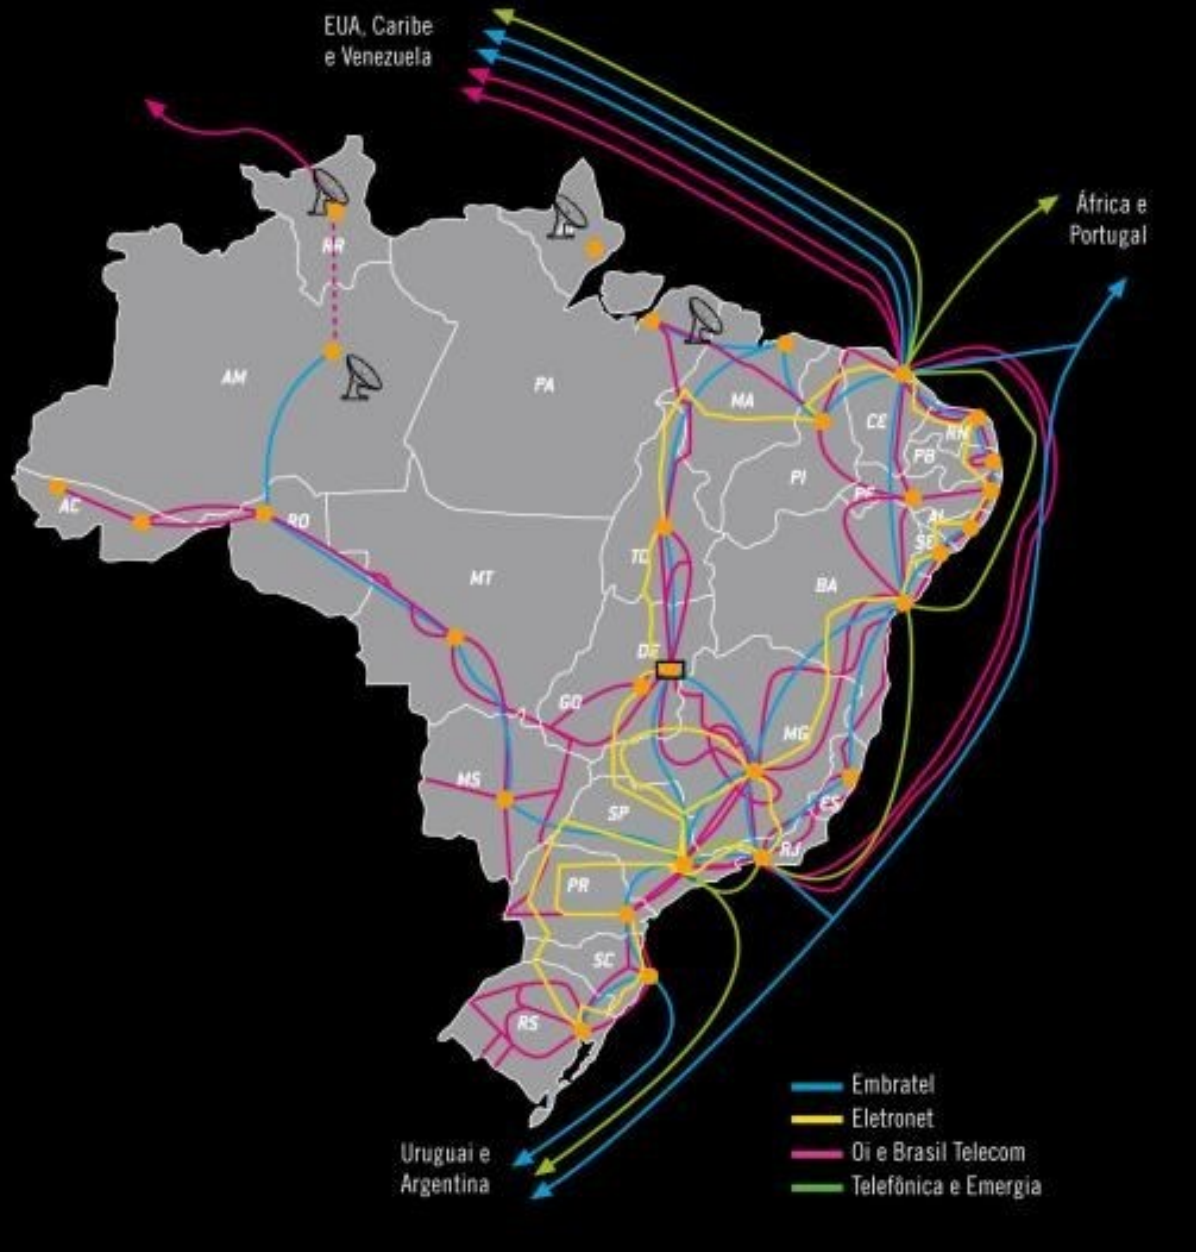 EUA, Caribe
e Venezuela
África e
Portugal
RR
AM
PA
MA
CE
RN
PB
PI
PE
AL
SE
AC
RO
MT
TO
BA
DF
GO
MG
MS
ES
SP
RJ
PR
SC
RS
Embratel
Eletronet
Oi e Brasil Telecom
Telefônica e Emergia
Uruguai e
Argentina